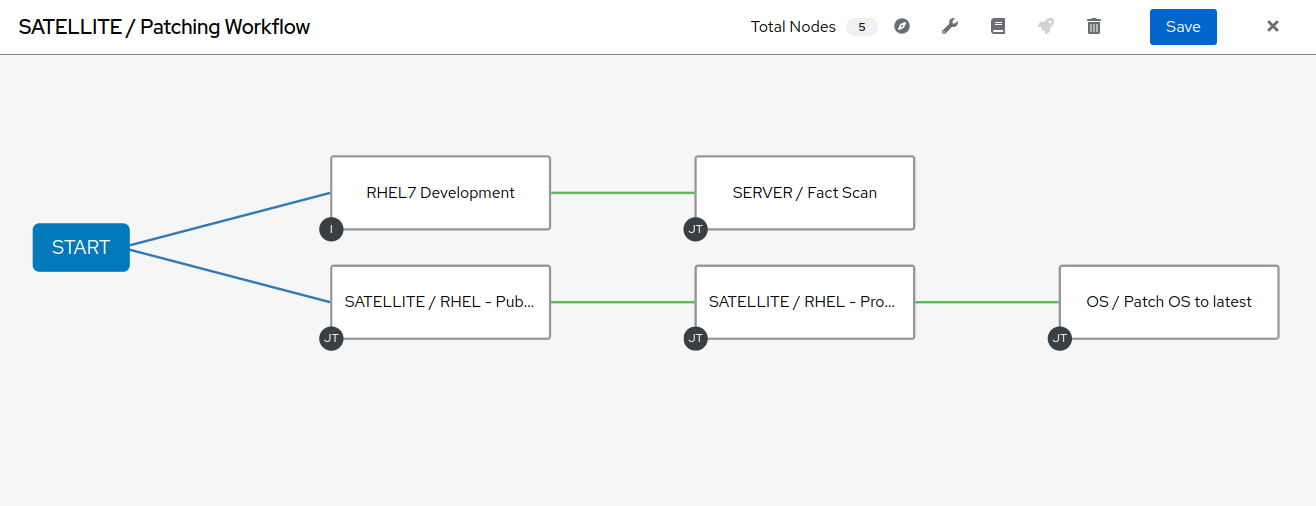 SATELLITE / Patching Workflow
Total Nodes 5
Save
START
RHEL7 Development
I
SERVER / Fact Scan
JT
SATELLITE / RHEL - Pub...
JT
SATELLITE / RHEL - Pro...
JT
OS / Patch OS to latest
JT